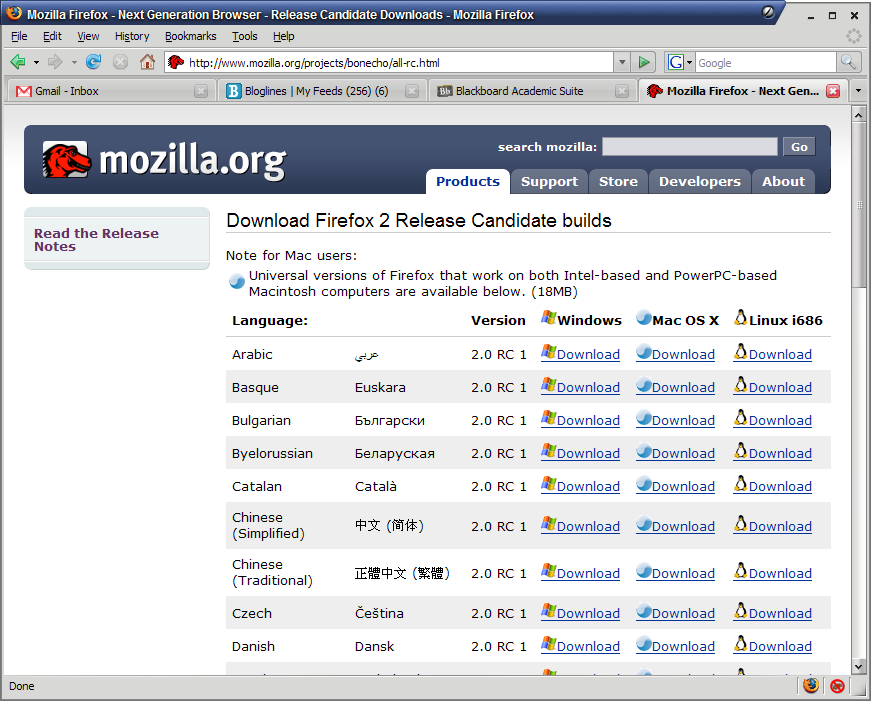 Mozilla Firefox - Next Generation Browser - Release Candidate Downloads - Mozilla Firefox
File Edit View History Bookmarks Tools Help
http://www.mozilla.org/projects/bonecho/all-rc.html G Google
Gmail - Inbox B Bloglines | My Feeds (256) (6) Bb Blackboard Academic Suite Mozilla Firefox - Next Gen...
mozilla.org
search mozilla: Go
Products Support Store Developers About
Read the Release
Notes
Download Firefox 2 Release Candidate builds
Note for Mac users:
Universal versions of Firefox that work on both Intel-based and PowerPC-based
Macintosh computers are available below. (18MB)
Language: Version Windows Mac OS X Linux i686
Arabic عربي 2.0 RC 1 Download Download Download
Basque Euskara 2.0 RC 1 Download Download Download
Bulgarian Български 2.0 RC 1 Download Download Download
Byelorussian Беларуская 2.0 RC 1 Download Download Download
Catalan Català 2.0 RC 1 Download Download Download
Chinese
(Simplified) 中文 (简体) 2.0 RC 1 Download Download Download
Chinese
(Traditional) 正體中文 (繁體) 2.0 RC 1 Download Download Download
Czech Čeština 2.0 RC 1 Download Download Download
Danish Dansk 2.0 RC 1 Download Download Download
Done